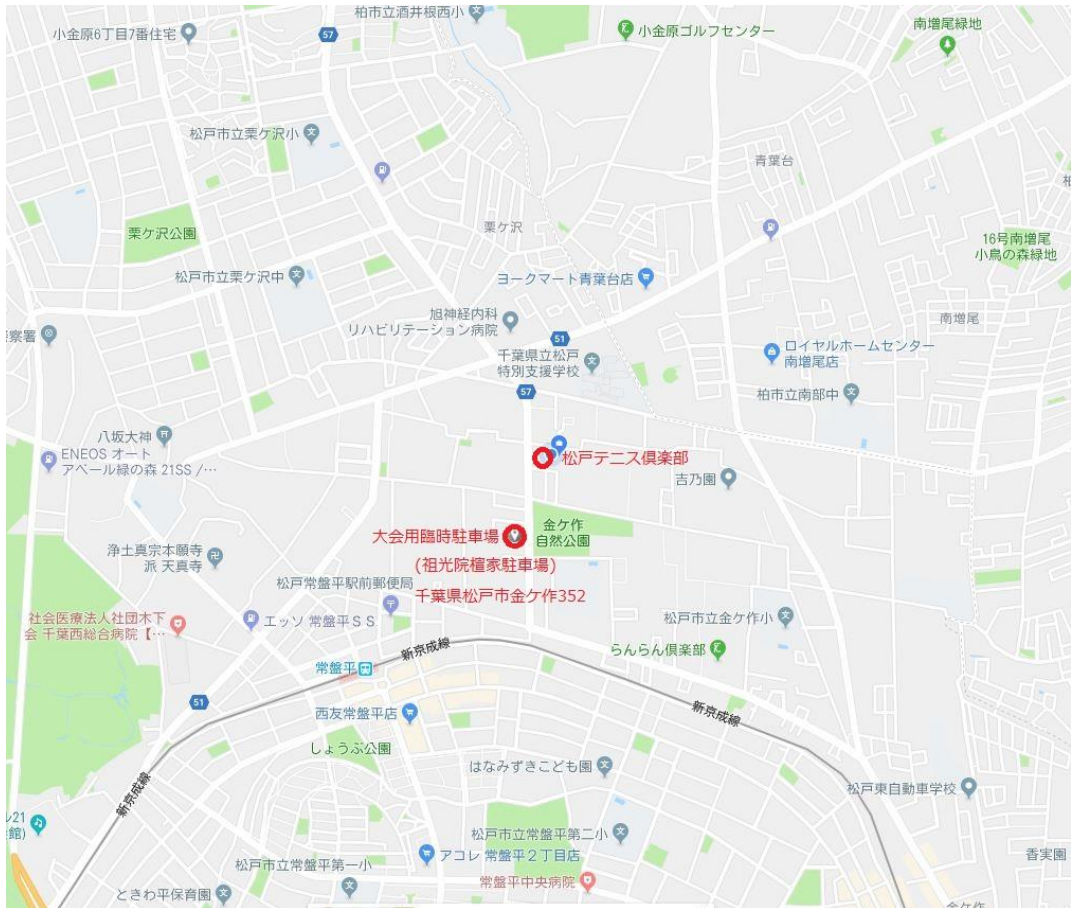 柏市立酒井根西小
小金原6丁目7番住宅
57
小金原ゴルフセンター
南増尾緑地
松戸市立栗ケ沢小
青葉台
栗ケ沢公園
栗ケ沢
16号南増尾
小鳥の森緑地
松戸市立栗ケ沢中
ヨークマート青葉台店
旭神経内科
リハビリテーション病院
南増尾
察署
51
千葉県立松戸
特別支援学校
ロイヤルホームセンター
南増尾店
57
柏市立南部中
八坂大神
ENEOS オート
アベール緑の森 21SS /…
松戸テニス倶楽部
吉乃園
大会用臨時駐車場
(祖光院檀家駐車場)
千葉県松戸市金ケ作352
金ケ作
自然公園
浄土真宗本願寺
派 天真寺
松戸常盤平駅前郵便局
社会医療法人社団木下
会 千葉西総合病院【…
エッソ 常盤平ＳＳ
松戸市立金ケ作小
らんらん倶楽部
新京成線
常盤平
51
西友常盤平店
新京成線
しょうぶ公園
はなみずきこども園
新京成線
松戸東自動車学校
21
館)
松戸市立常盤平第二小
アコレ 常盤平２丁目店
松戸市立常盤平第一小
香実園
常盤平中央病院
ときわ平保育園
金ケ作